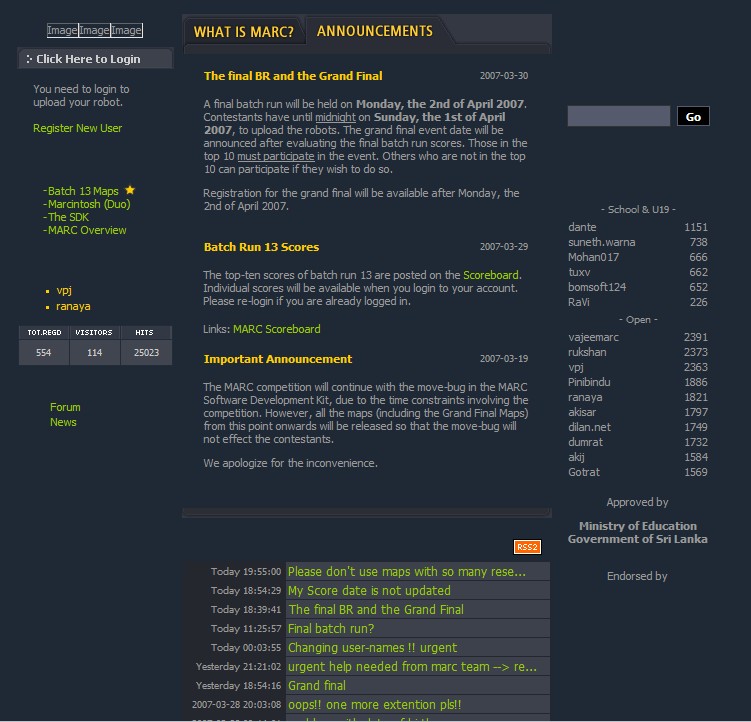 Image Image Image
Click Here to Login
You need to login to
upload your robot.
Register New User
-Batch 13 Maps
-Marcintosh (Duo)
-The SDK
-MARC Overview
vpj
ranaya
TOT.REGD VISITORS HITS
554 114 25023
Forum
News
WHAT IS MARC? ANNOUNCEMENTS
The final BR and the Grand Final 2007-03-30
A final batch run will be held on Monday, the 2nd of April 2007.
Contestants have until midnight on Sunday, the 1st of April
2007, to upload the robots. The grand final event date will be
announced after evaluating the final batch run scores. Those in the
top 10 must participate in the event. Others who are not in the top
10 can participate if they wish to do so.
Registration for the grand final will be available after Monday, the
2nd of April 2007.
Batch Run 13 Scores 2007-03-29
The top-ten scores of batch run 13 are posted on the Scoreboard.
Individual scores will be available when you login to your account.
Please re-login if you are already logged in.
Links: MARC Scoreboard
Important Announcement 2007-03-19
The MARC competition will continue with the move-bug in the MARC
Software Development Kit, due to the time constraints involving the
competition. However, all the maps (including the Grand Final Maps)
from this point onwards will be released so that the move-bug will
not effect the contestants.
We apologize for the inconvenience.
RSS2
Today 19:55:00 Please don't use maps with so many rese...
Today 18:54:29 My Score date is not updated
Today 18:39:41 The final BR and the Grand Final
Today 11:25:57 Final batch run?
Today 00:03:55 Changing user-names !! urgent
Yesterday 21:21:02 urgent help needed from marc team --> re...
Yesterday 18:54:16 Grand final
2007-03-28 20:03:08 oops!! one more extention pls!!
Go
- School & U19 -
dante 1151
suneth.warna 738
Mohan017 666
tuxv 662
bomsoft124 652
RaVi 226
- Open -
vajeemarc 2391
rukshan 2373
vpj 2363
Pinibindu 1886
ranaya 1821
akisar 1797
dilan.net 1749
dumrat 1732
akij 1584
Gotrat 1569
Approved by
Ministry of Education
Government of Sri Lanka
Endorsed by